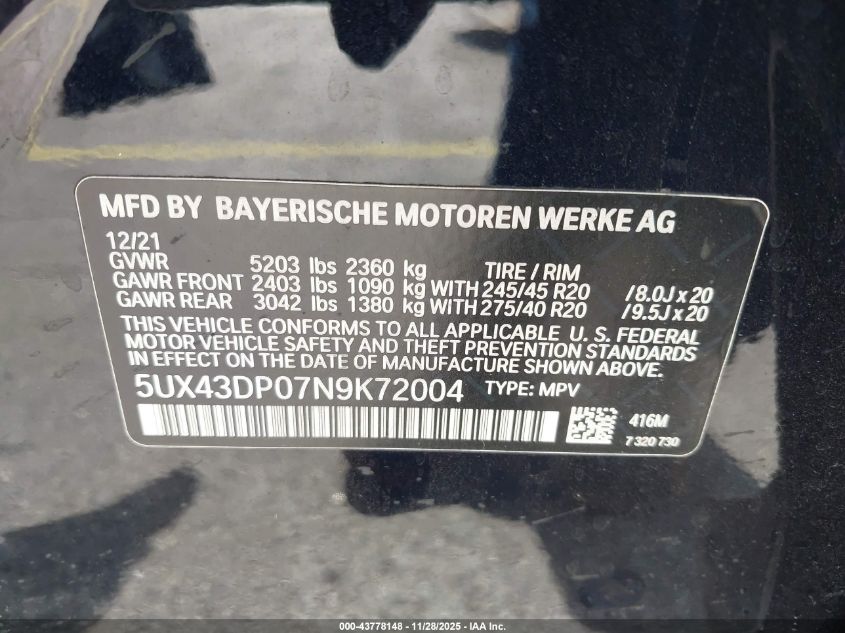 MFD BY BAYERISCHE MOTOREN WERKE AG
12/21
GVWR 5203 lbs 2360 kg TIRE / RIM
GAWR FRONT 2403 lbs 1090 kg WITH 245/45 R20 /8.0J x 20
GAWR REAR 3042 lbs 1380 kg WITH 275/40 R20 /9.5J x 20
THIS VEHICLE CONFORMS TO ALL APPLICABLE U. S. FEDERAL
MOTOR VEHICLE SAFETY AND THEFT PREVENTION STANDARDS
IN EFFECT ON THE DATE OF MANUFACTURE SHOWN ABOVE.
5UX43DP07N9K72004 TYPE: MPV
416M
7 320 730
000-43778148 - 11/28/2025 - IAA Inc.